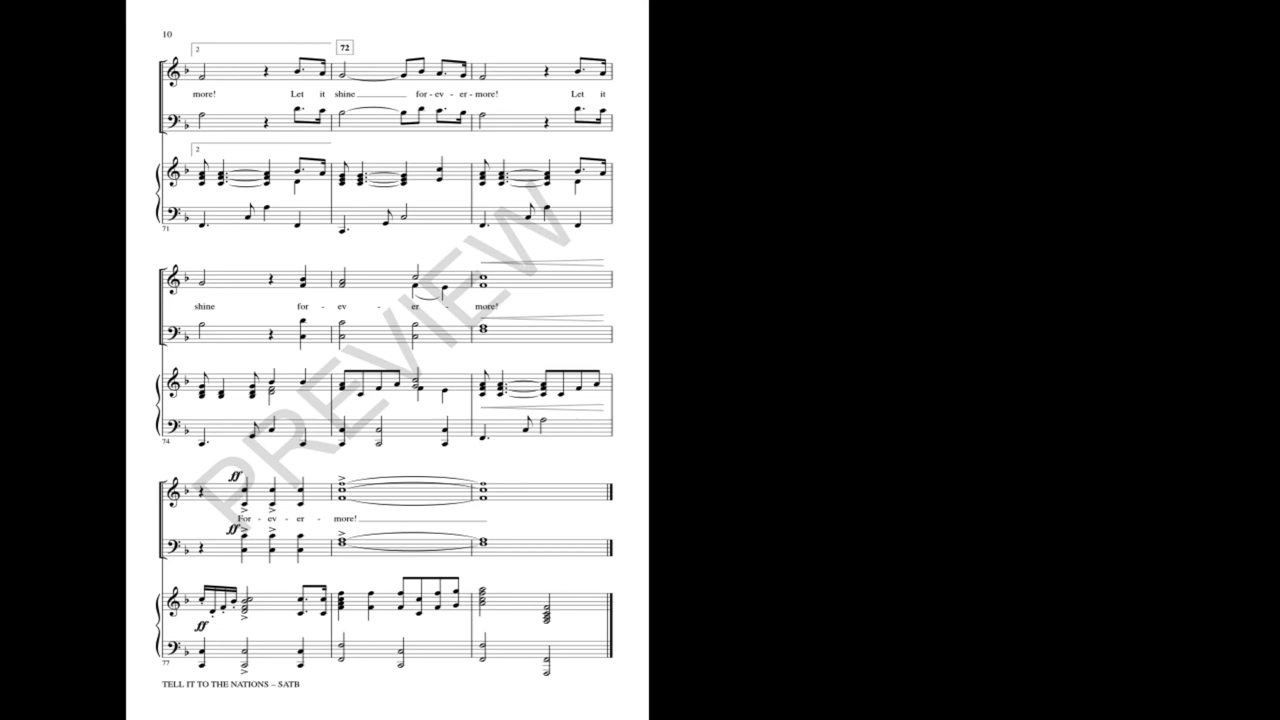 10
2
72
more! Let it shine for - ev - er - more! Let it
2
71
shine for - ev - er - more!
74
ff
For - ev - er - more!
ff
ff
77
TELL IT TO THE NATIONS – SATB
PREVIEW